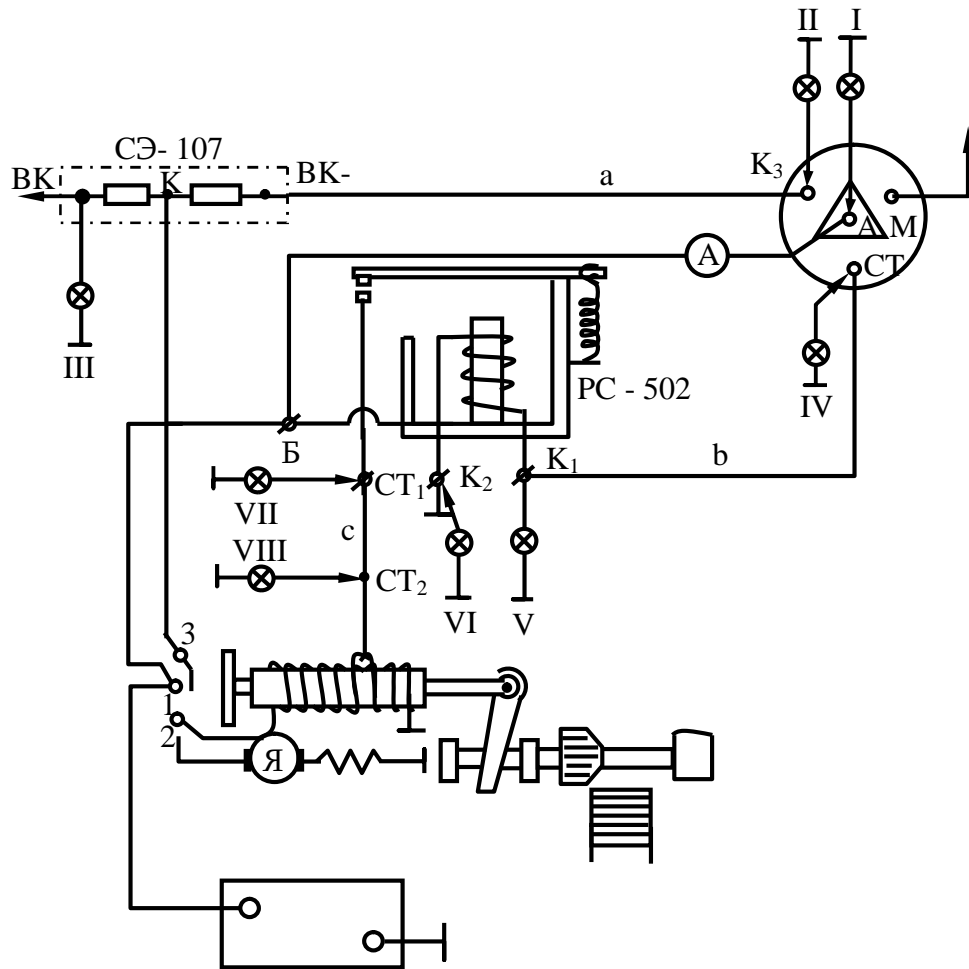 II I
СЭ- 107
ВК К ВК-
а
К₃
А М
А
СТ
III
РС - 502
IV
Б
К₁ b
СТ₁ К₂
VII
с
VIII
СТ₂
VI V
3
1
2
Я